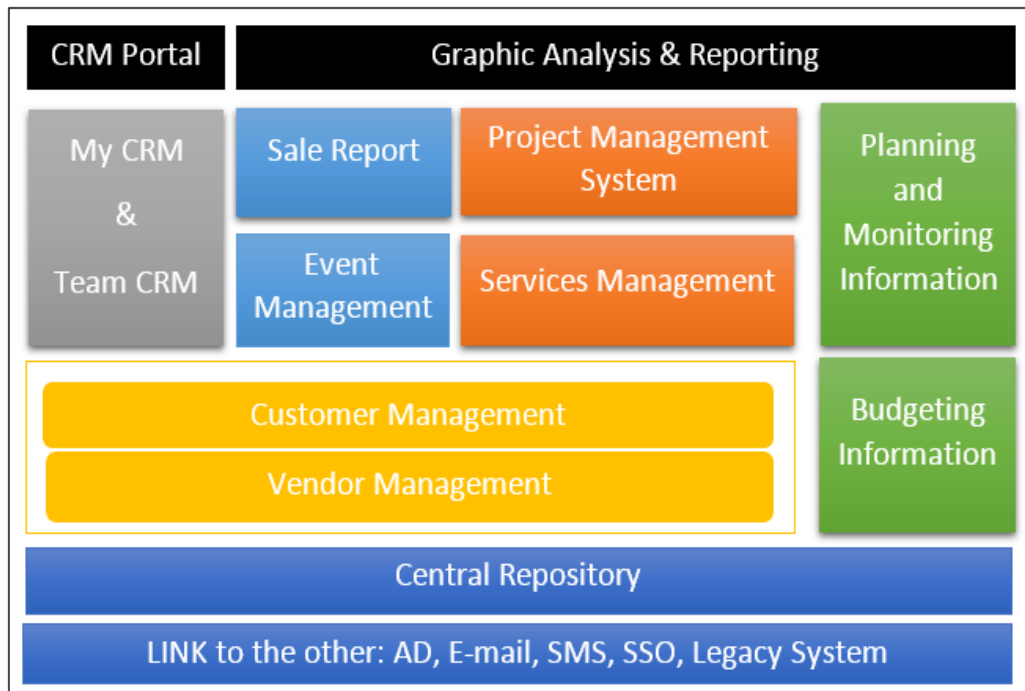 CRM Portal
Graphic Analysis & Reporting
My CRM
&
Team CRM
Sale Report
Project Management
System
Planning
and
Monitoring
Information
Event
Management
Services Management
Customer Management
Vendor Management
Budgeting
Information
Central Repository
LINK to the other: AD, E-mail, SMS, SSO, Legacy System